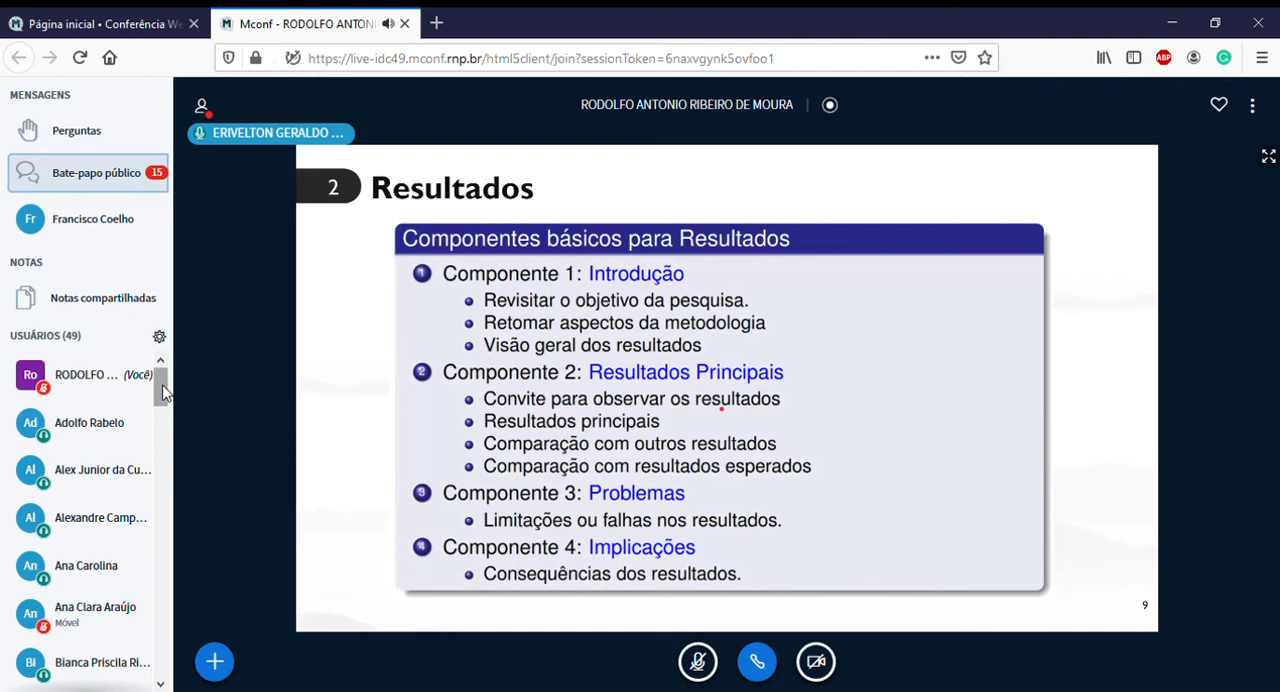 Página inicial • Conferência We
Mconf - RODOLFO ANTONI
https://live-idc49.mconf.rnp.br/html5client/join?sessionToken=6naxvgynk5ovfoo1
ABP
MENSAGENS
Perguntas
Bate-papo público 15
Fr Francisco Coelho
NOTAS
Notas compartilhadas
USUÁRIOS (49)
Ro RODOLFO ... (Você)
Ad Adolfo Rabelo
Al Alex Junior da Cu...
Al Alexandre Camp...
An Ana Carolina
An Ana Clara Araújo
Móvel
Bi Bianca Priscila Ri...
RODOLFO ANTONIO RIBEIRO DE MOURA
ERIVELTON GERALDO ...
2 Resultados
Componentes básicos para Resultados
1 Componente 1: Introdução
Revisitar o objetivo da pesquisa.
Retomar aspectos da metodologia
Visão geral dos resultados
2 Componente 2: Resultados Principais
Convite para observar os resultados
Resultados principais
Comparação com outros resultados
Comparação com resultados esperados
3 Componente 3: Problemas
Limitações ou falhas nos resultados.
4 Componente 4: Implicações
Consequências dos resultados.
9